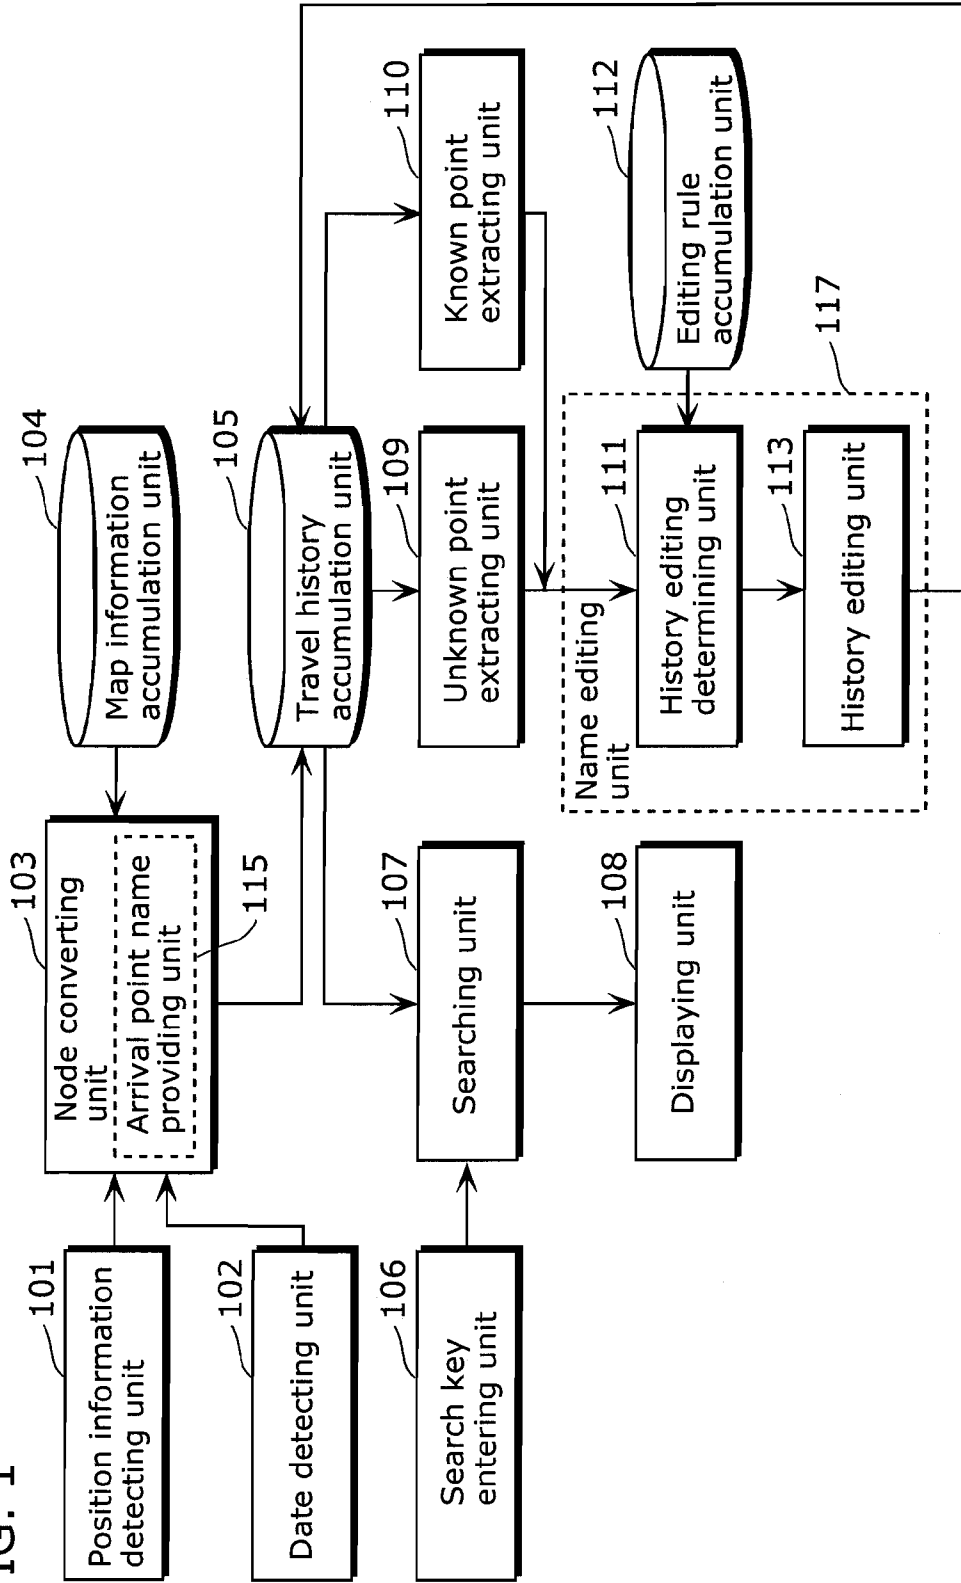 IG. 1
101
Position information
detecting unit
102
Date detecting unit
103
Node converting
unit
Arrival point name
providing unit
115
104
Map information
accumulation unit
105
Travel history
accumulation unit
106
Search key
entering unit
107
Searching unit
108
Displaying unit
109
Unknown point
extracting unit
110
Known point
extracting unit
Name editing
unit
111
History editing
determining unit
112
Editing rule
accumulation unit
113
History editing unit
117